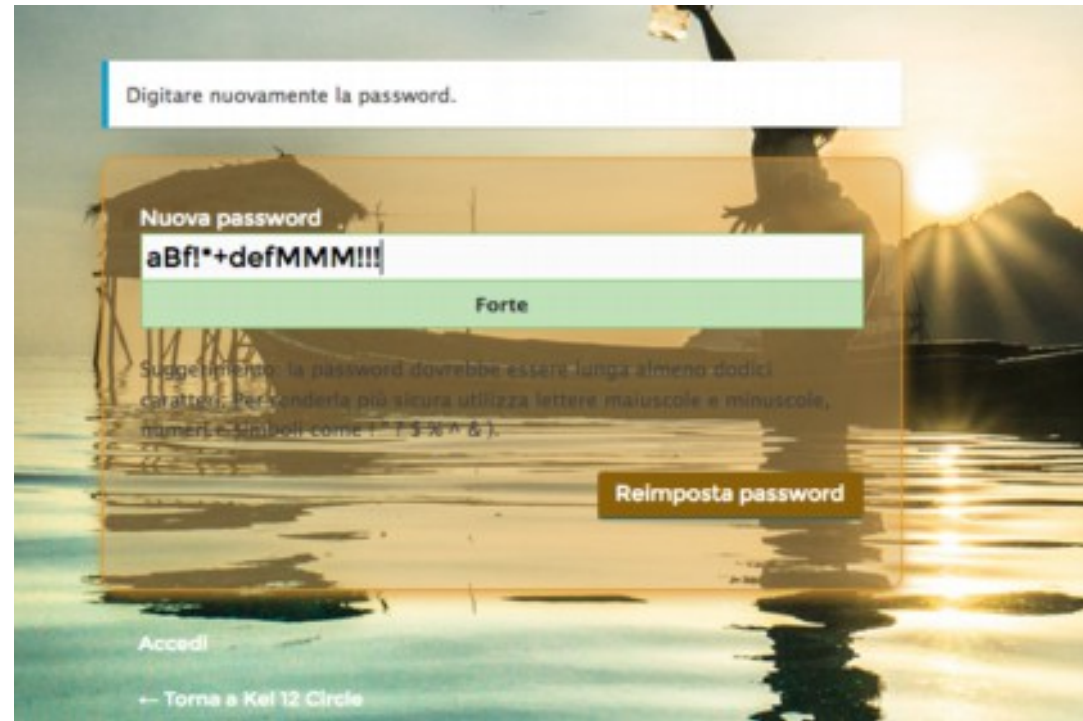 Digitare nuovamente la password.
Nuova password
aBf!*+defMMM!!!
Forte
Suggerimento: la password dovrebbe essere lunga almeno dodici
caratteri. Per renderla più sicura utilizza lettere maiuscole e minuscole,
numeri e simboli come ! " ? $ % ^ & ).
Reimposta password
Accedi
← Torna a Kel 12 Circle